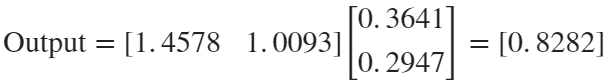 Output = [1.4578 1.0093] [0.3641 0.2947] = [0.8282]